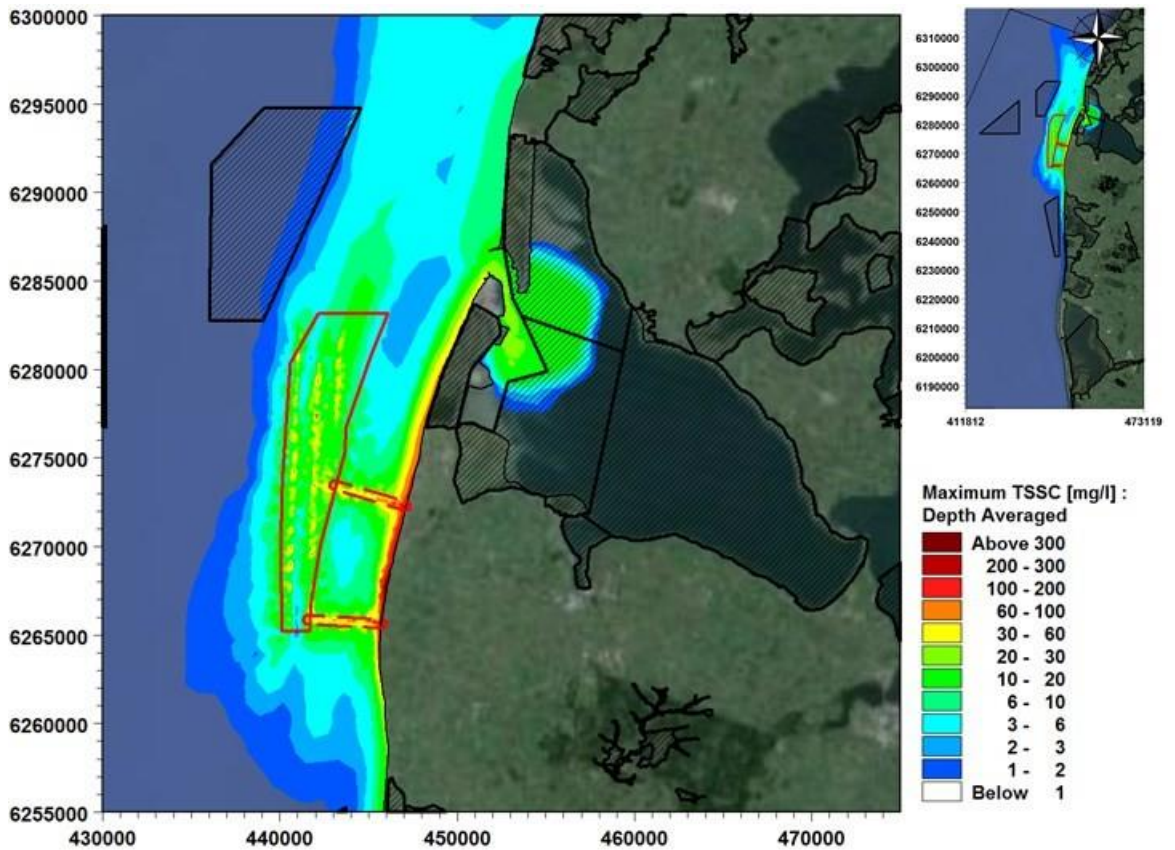 6300000
6295000
6290000
6285000
6280000
6275000
6270000
6265000
6260000
6255000
430000 440000 450000 460000 470000
6310000
6300000
6290000
6280000
6270000
6260000
6250000
6240000
6230000
6220000
6210000
6200000
6190000
411812 473119
Maximum TSSC [mg/l] :
Depth Averaged
Above 300
200 - 300
100 - 200
60 - 100
30 - 60
20 - 30
10 - 20
6 - 10
3 - 6
2 - 3
1 - 2
Below 1